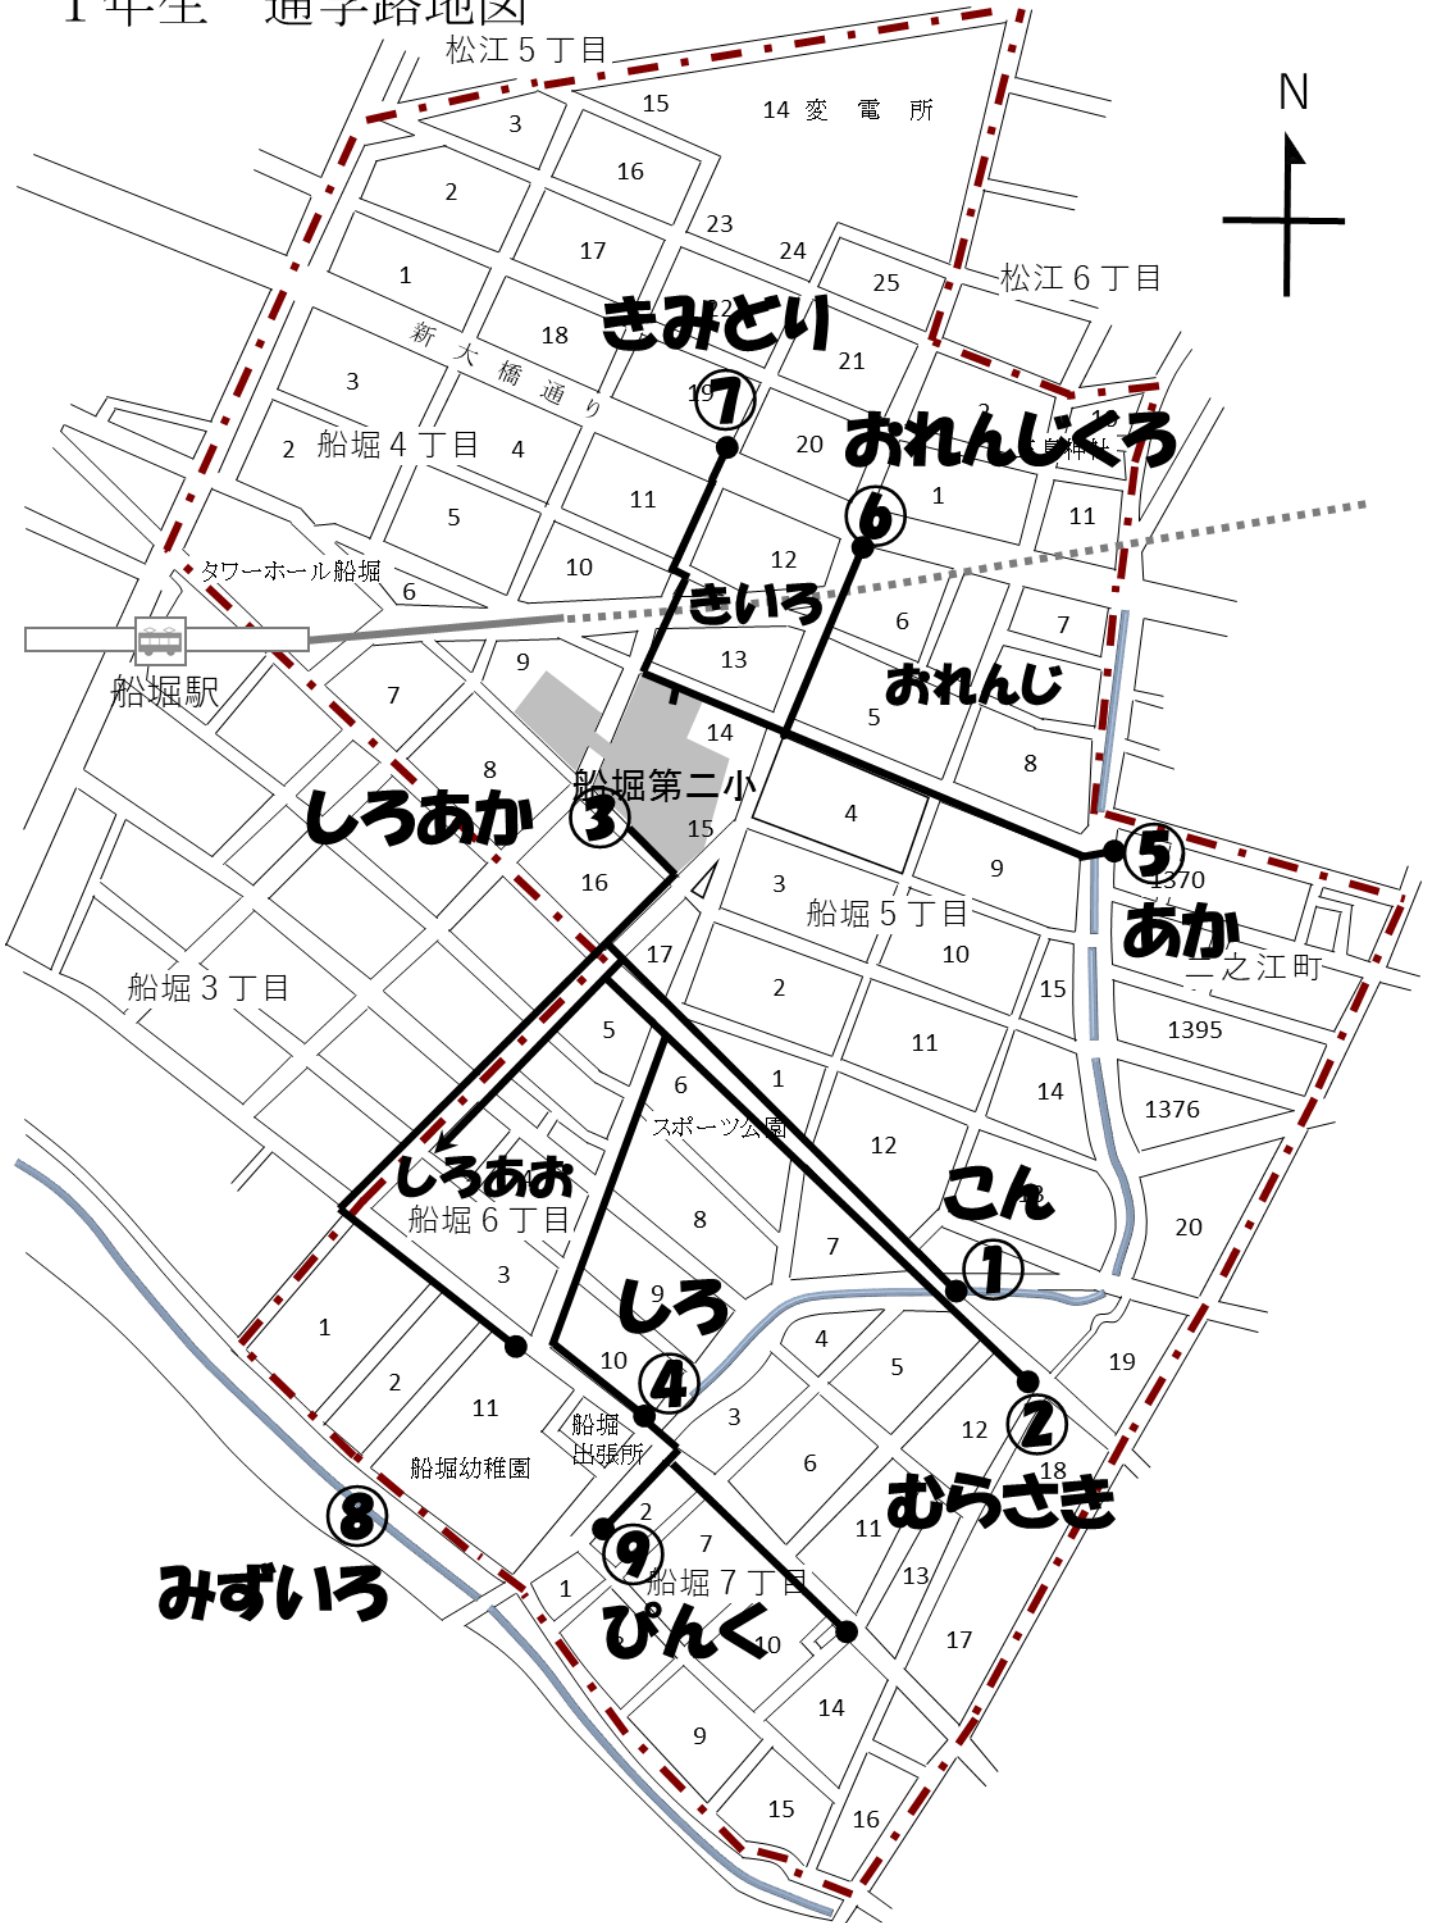 1年生 通学路地図
松江5丁目
N
15
14 変電所
3
16
2
23
17
24
1
25
松江6丁目
22
新大橋通り
18
きみどり
21
3
19
⑦
2
おれんじくろ
20
2
船堀4丁目
4
1
11
⑥
11
5
12
タワーホール船堀
10
6
きいろ
6
7
13
9
船堀駅
7
おれんじ
5
14
8
8
船堀第二小
しろあか
③
15
4
⑤
16
9
1370
3
船堀5丁目
あか
17
10
二之江町
船堀3丁目
2
15
5
11
1395
6
1
14
1376
スポーツ公園
12
こん
しろあお
4
13
船堀6丁目
8
20
7
3
①
9
しろ
1
4
10
5
19
2
④
3
11
②
12
船堀
出張所
6
18
船堀幼稚園
むらさき
⑧
2
11
7
⑨
1
船堀7丁目
13
みずいろ
ぴんく
10
17
14
9
15
16